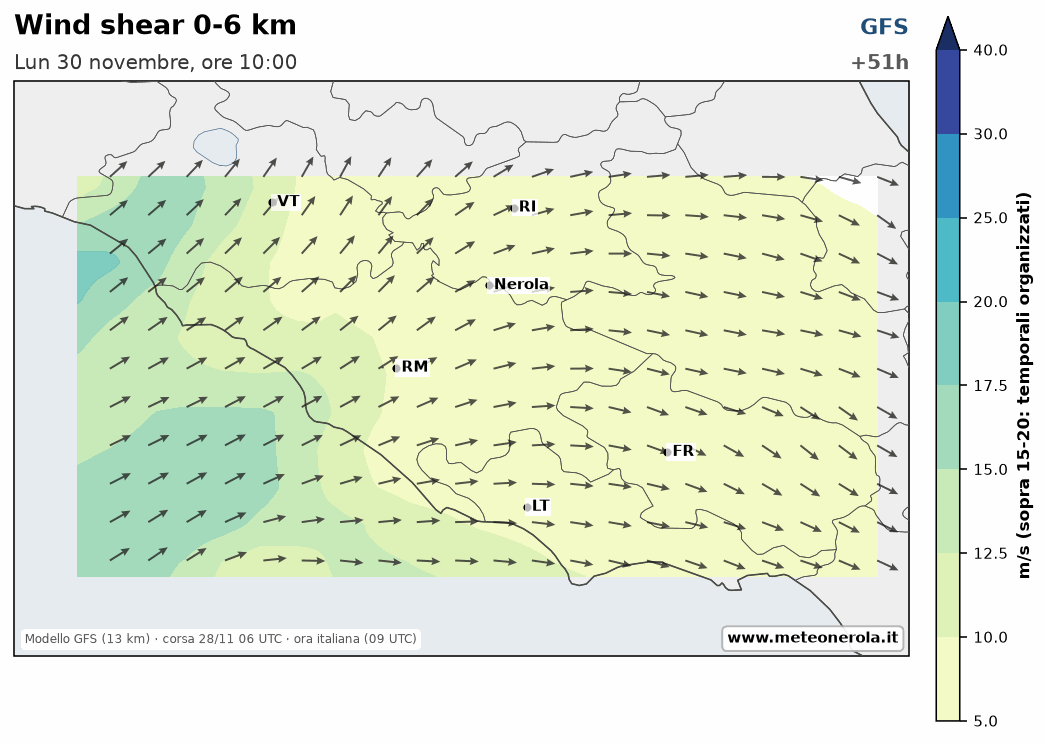 Wind shear 0-6 km
GFS
Lun 30 novembre, ore 10:00
+51h
40.0
30.0
25.0
20.0
17.5
15.0
12.5
10.0
5.0
m/s (sopra 15-20: temporali organizzati)
VT
RI
Nerola
RM
FR
LT
Modello GFS (13 km) · corsa 28/11 06 UTC · ora italiana (09 UTC)
www.meteonerola.it